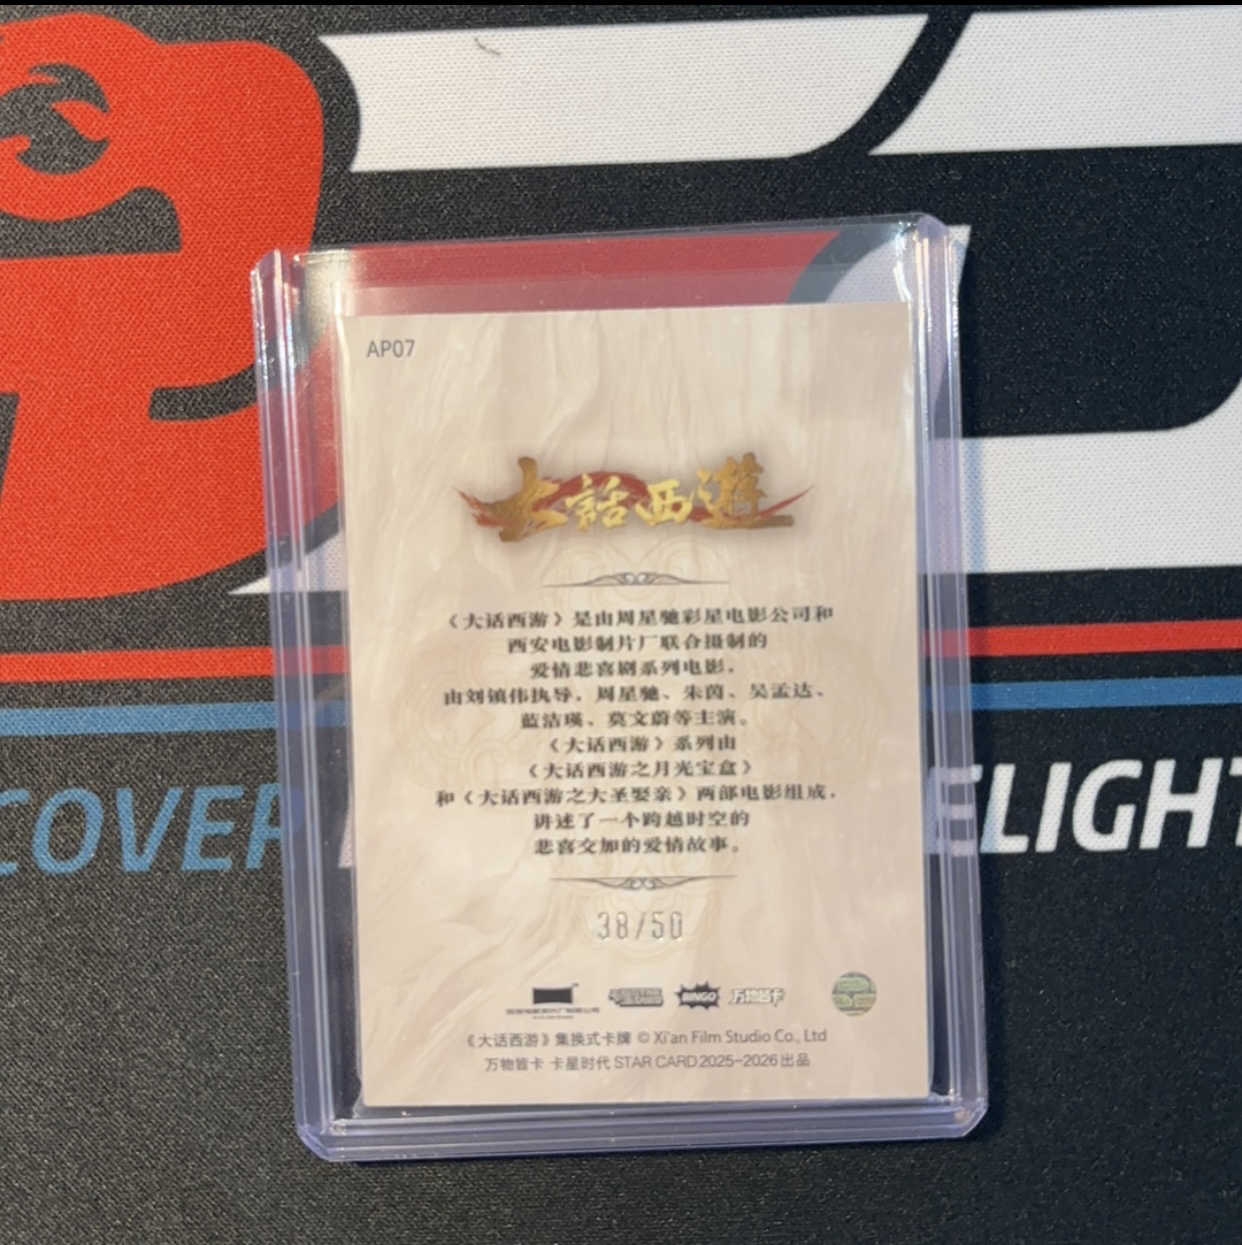 AP07
大話西遊
《大话西游》是由周星驰彩星电影公司和
西安电影制片厂联合摄制的
爱情悲喜剧系列电影，
由刘镇伟执导，周星驰、朱茵、吴孟达、
蓝洁瑛、莫文蔚等主演。
《大话西游》系列由
《大话西游之月光宝盒》
和《大话西游之大圣娶亲》两部电影组成，
讲述了一个跨越时空的
悲喜交加的爱情故事。
COVER
LIGHT
38/50
BINGO 万物皆卡
《大话西游》集换式卡牌 © Xi'an Film Studio Co., Ltd
万物皆卡 卡星时代 STAR CARD 2025-2026 出品